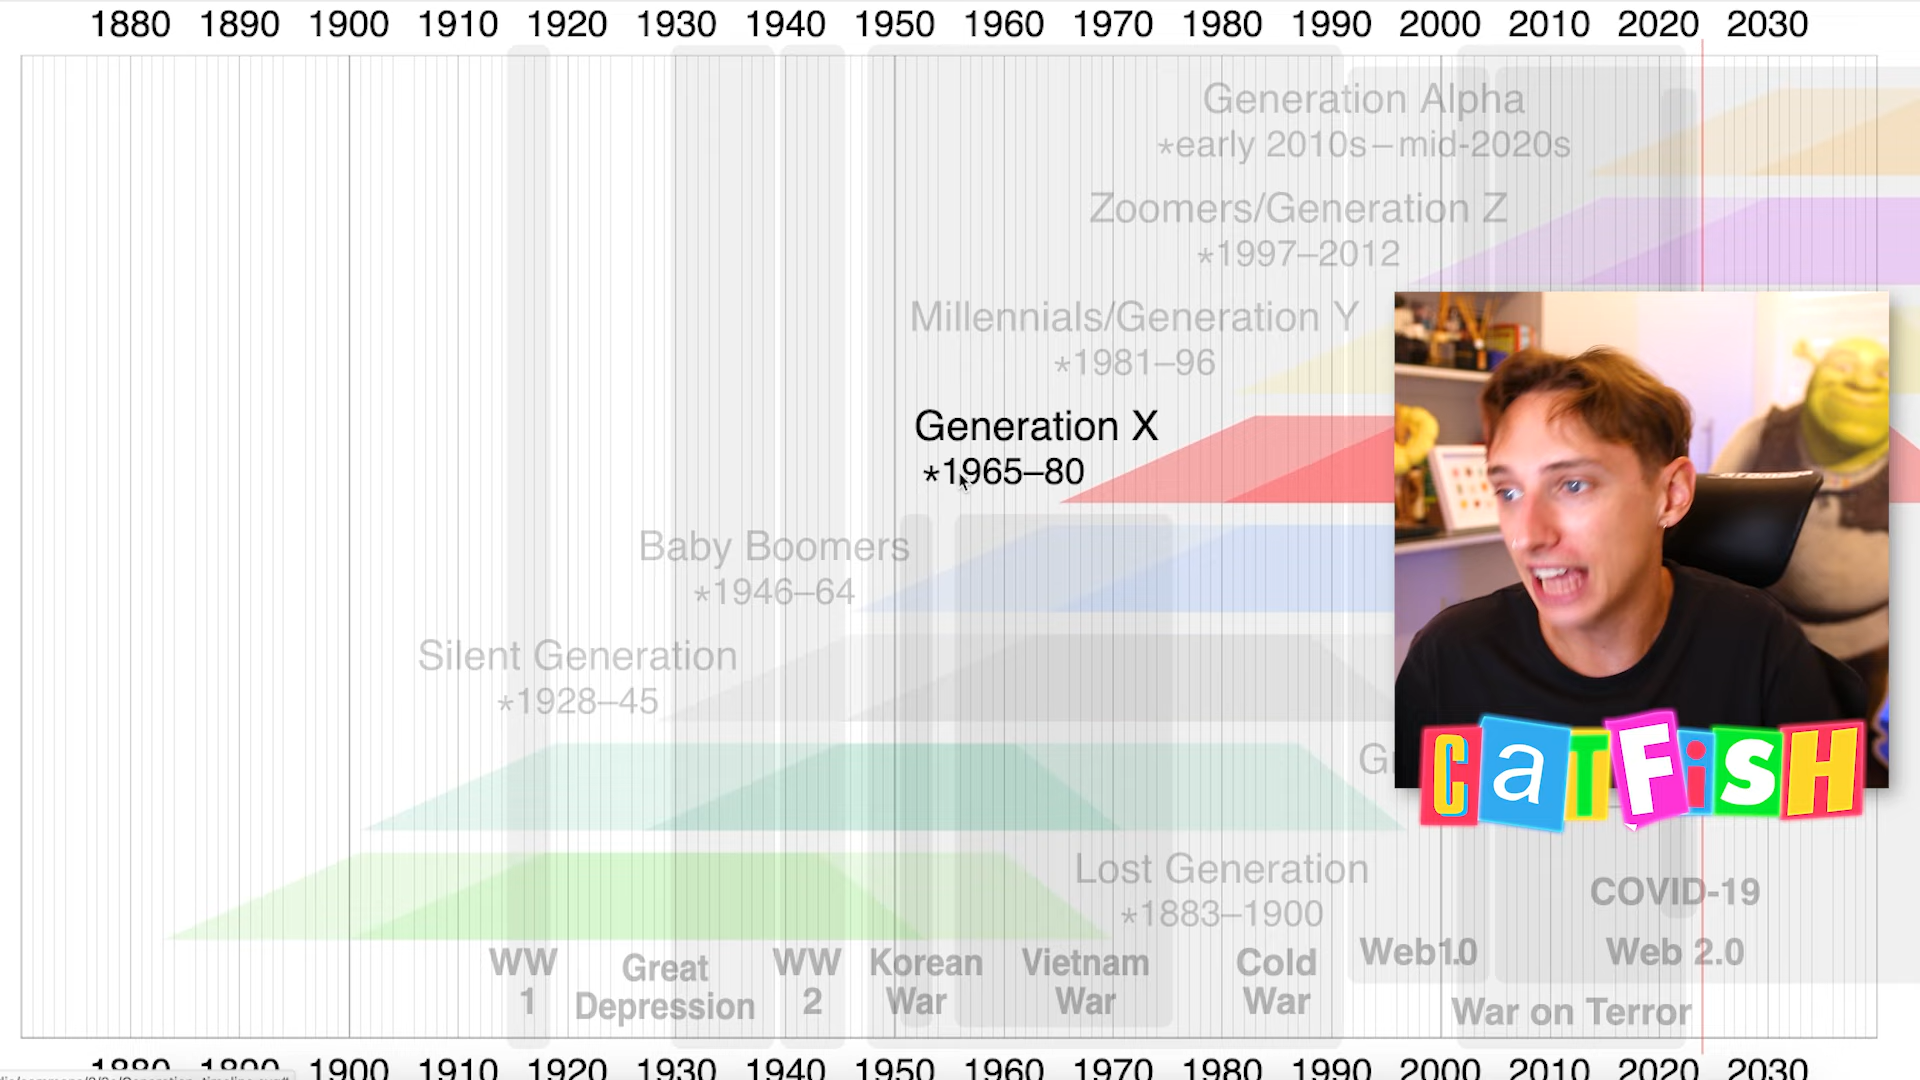 1880 1890 1900 1910 1920 1930 1940 1950 1960 1970 1980 1990 2000 2010 2020 2030
Generation Alpha
*early 2010s–mid-2020s
Zoomers/Generation Z
*1997–2012
Millennials/Generation Y
*1981–96
Generation X
*1965–80
Baby Boomers
*1946–64
Silent Generation
*1928–45
CaTFiSH
Lost Generation
*1883–1900
COVID-19
Web1.0
Web 2.0
WW
1
Great
Depression
WW
2
Korean
War
Vietnam
War
Cold
War
War on Terror
1880 1890 1900 1910 1920 1930 1940 1950 1960 1970 1980 1990 2000 2010 2020 2030